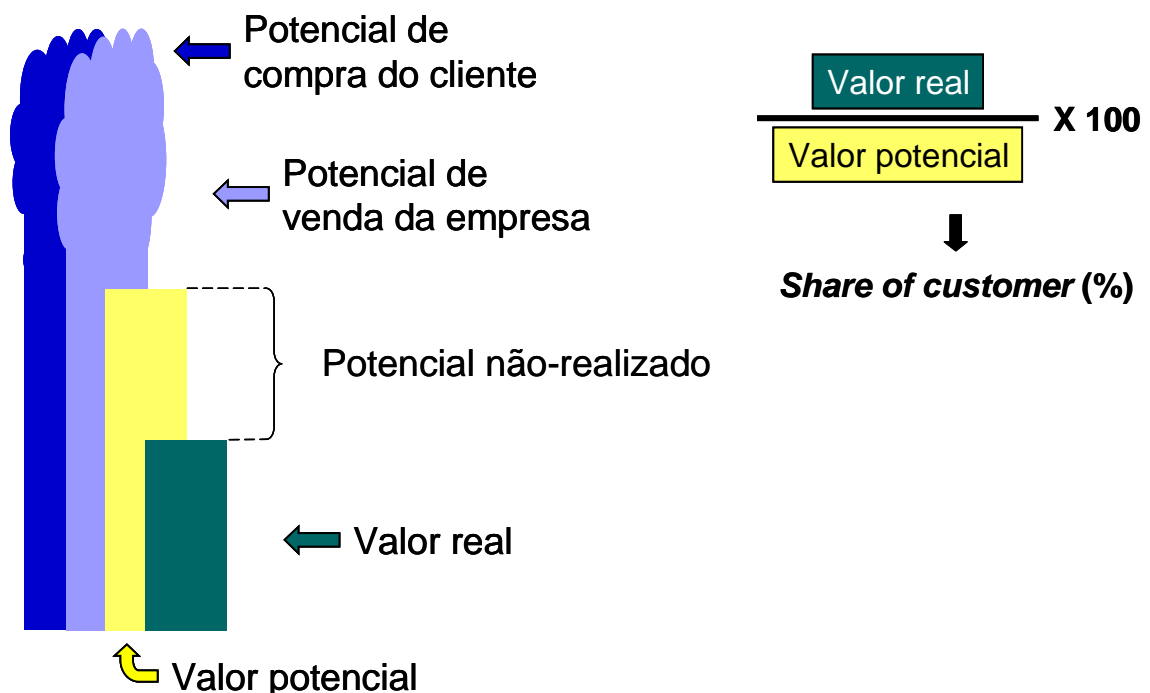 Potencial de
compra do cliente
Potencial de
venda da empresa
Potencial não-realizado
Valor real
Valor potencial
Valor real
X 100
Valor potencial
Share of customer (%)